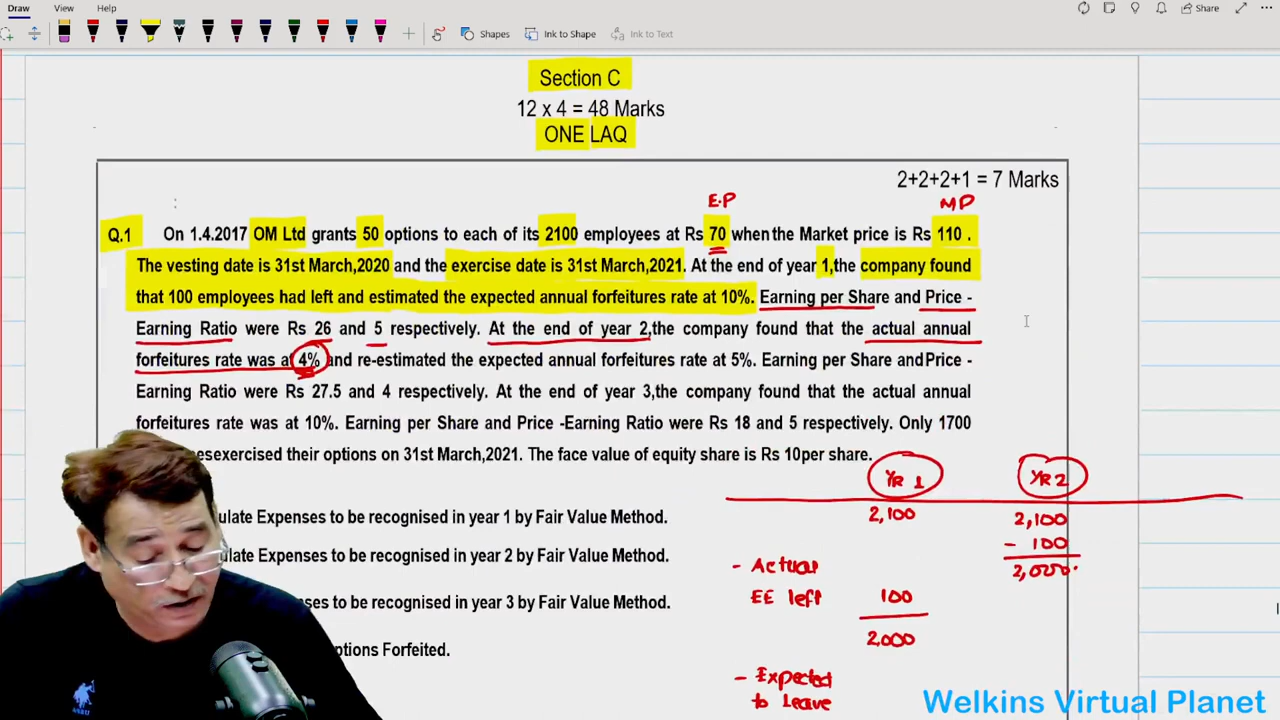 Draw View Help
Share
Shapes Ink to Shape Ink to Text
Section C
12 x 4 = 48 Marks
ONE LAQ
2+2+2+1 = 7 Marks
E.P MP
Q.1 On 1.4.2017 OM Ltd grants 50 options to each of its 2100 employees at Rs 70 when the Market price is Rs 110 .
The vesting date is 31st March,2020 and the exercise date is 31st March,2021. At the end of year 1,the company found
that 100 employees had left and estimated the expected annual forfeitures rate at 10%. Earning per Share and Price -
Earning Ratio were Rs 26 and 5 respectively. At the end of year 2,the company found that the actual annual
forfeitures rate was at 4% and re-estimated the expected annual forfeitures rate at 5%. Earning per Share and Price -
Earning Ratio were Rs 27.5 and 4 respectively. At the end of year 3,the company found that the actual annual
forfeitures rate was at 10%. Earning per Share and Price -Earning Ratio were Rs 18 and 5 respectively. Only 1700
esexercised their options on 31st March,2021. The face value of equity share is Rs 10per share.
YR 1 YR 2
ulate Expenses to be recognised in year 1 by Fair Value Method.
2,100 2,100
- 100
ulate Expenses to be recognised in year 2 by Fair Value Method.
- Actual 2,000
EE left 100
ses to be recognised in year 3 by Fair Value Method.
2,000
ptions Forfeited.
- Expected
to Leave
Welkins Virtual Planet